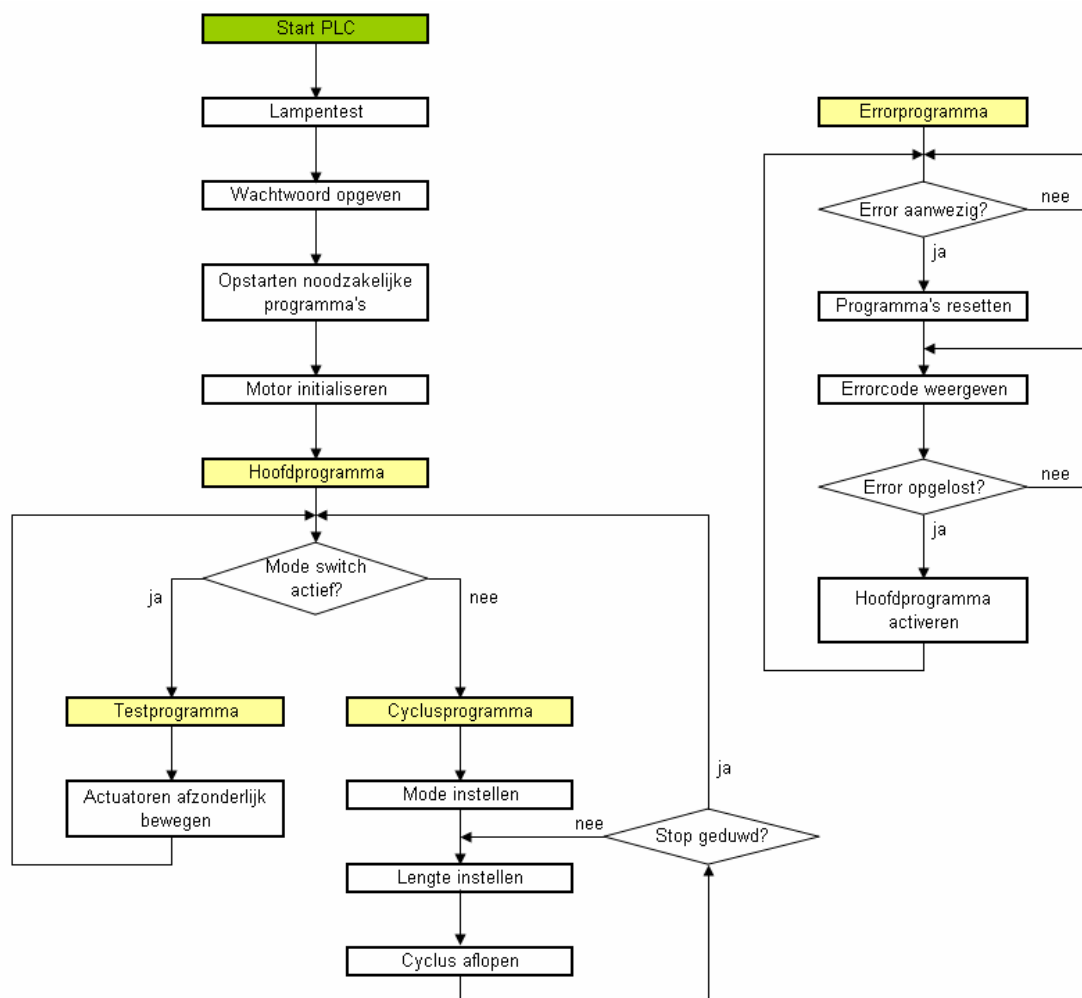 Start PLC
Lampentest
Wachtwoord opgeven
Opstarten noodzakelijke
programma's
Motor initialiseren
Hoofdprogramma
Mode switch
actief?
ja
nee
Testprogramma
Actuatoren afzonderlijk
bewegen
Cyclusprogramma
Mode instellen
Lengte instellen
Cyclus aflopen
nee
Stop geduwd?
ja
Errorprogramma
Error aanwezig?
nee
ja
Programma's resetten
Errorcode weergeven
Error opgelost?
nee
ja
Hoofdprogramma
activeren